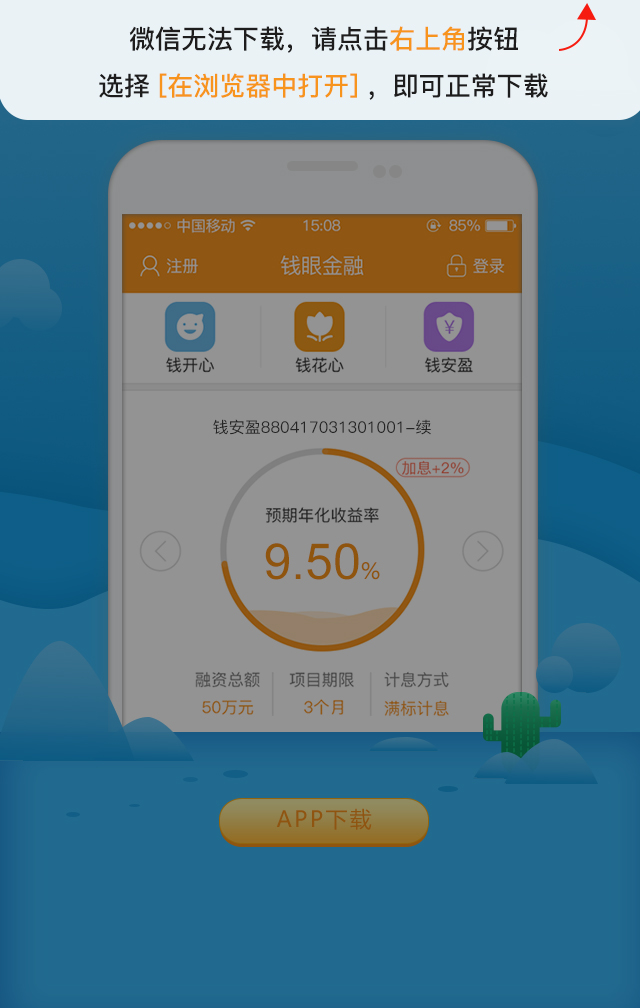 微信无法下载，请点击右上角按钮
选择 [在浏览器中打开] ，即可正常下载
中国移动 15:08 85%
注册 钱眼金融 登录
钱开心 钱花心 钱安盈
钱安盈880417031301001-续
加息+2%
预期年化收益率
9.50%
融资总额 项目期限 计息方式
50万元 3个月 满标计息
APP下载